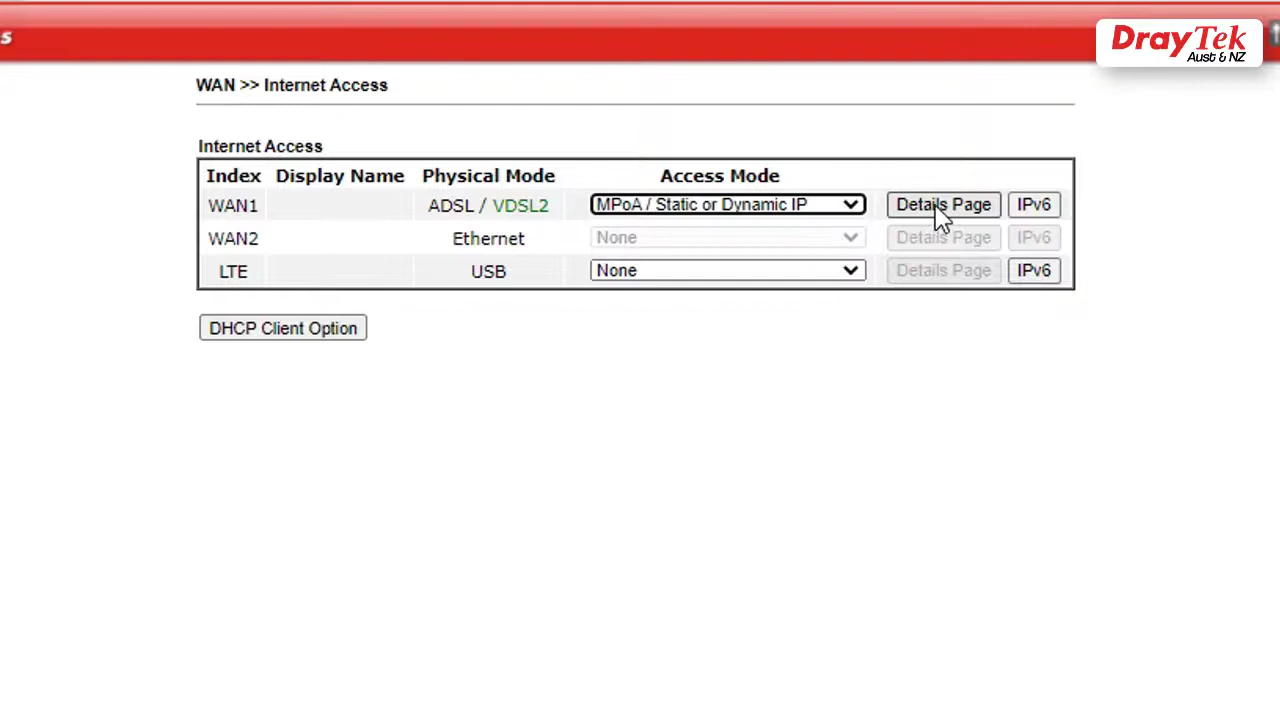 s
DrayTek
Aust & NZ
WAN >> Internet Access
Internet Access
Index Display Name Physical Mode Access Mode
WAN1 ADSL / VDSL2 MPoA / Static or Dynamic IP Details Page IPv6
WAN2 Ethernet None Details Page IPv6
LTE USB None Details Page IPv6
DHCP Client Option